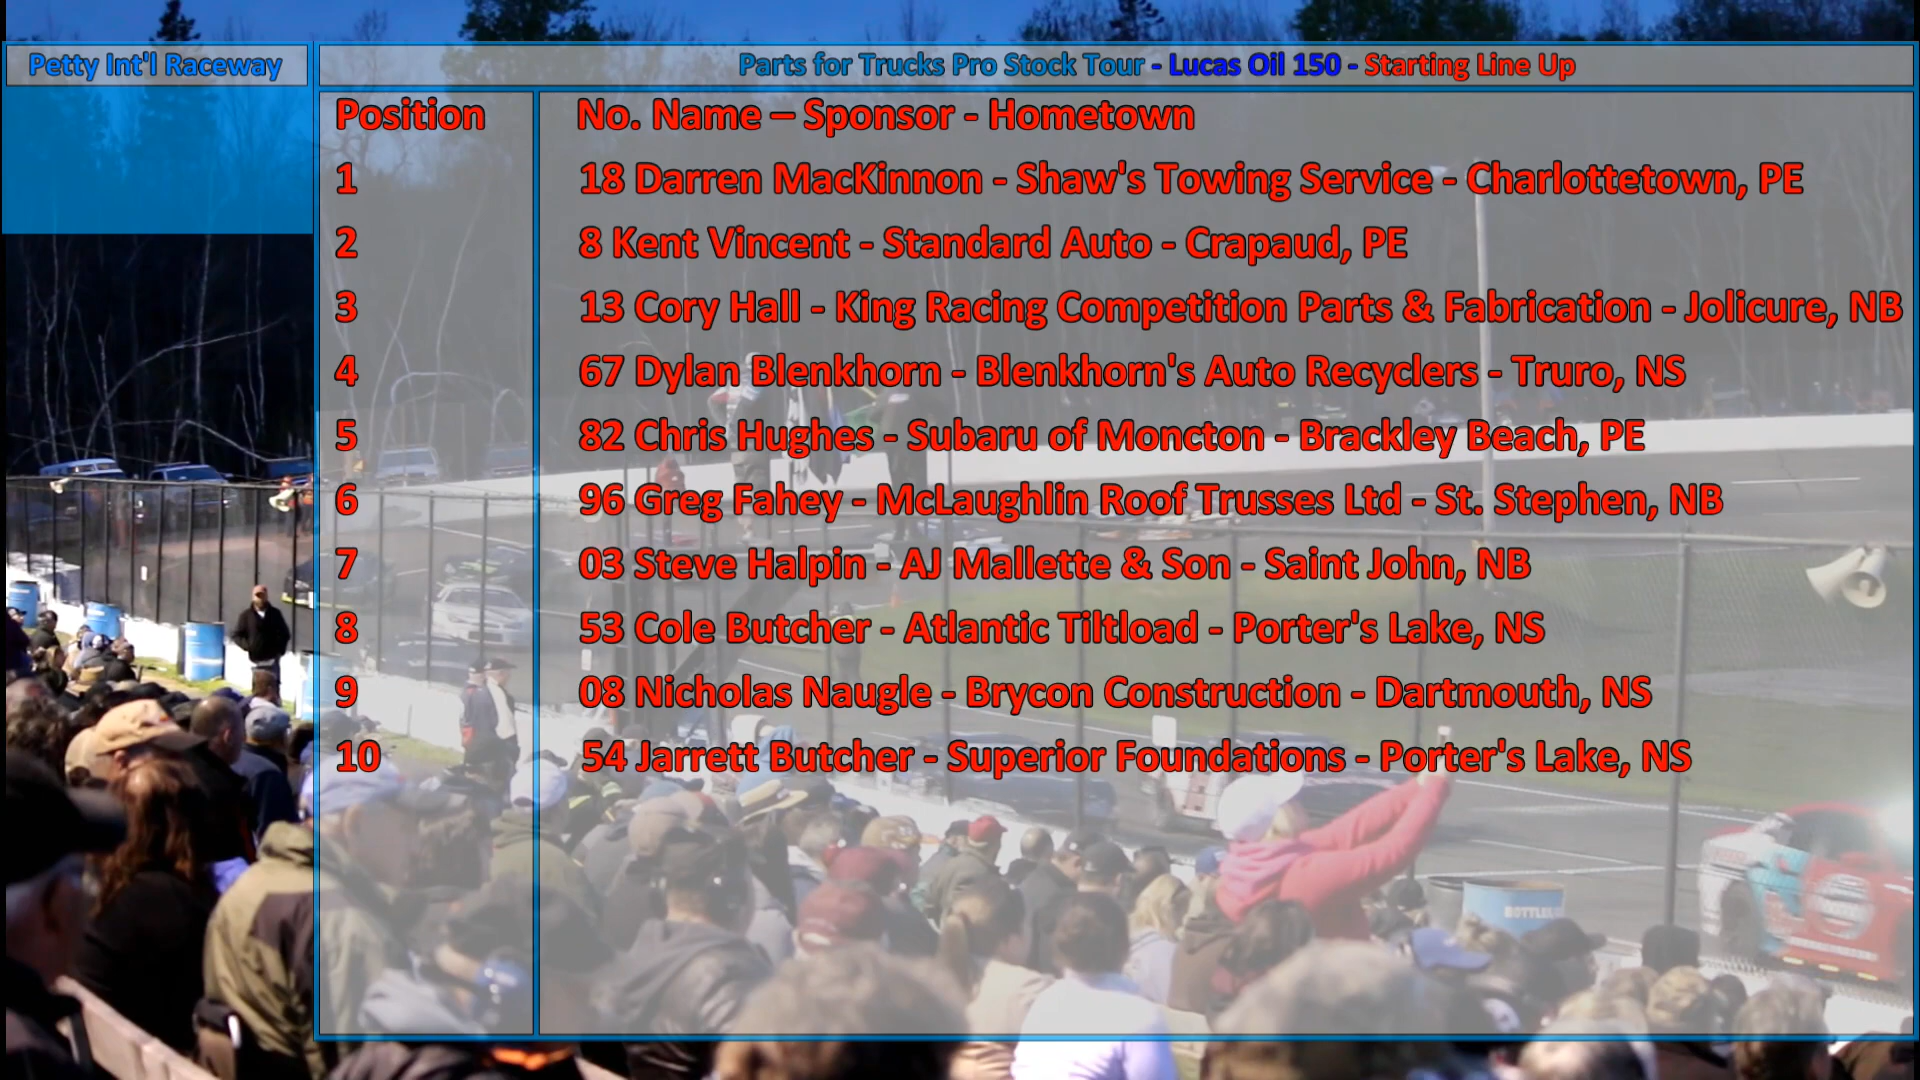 Petty Int'l Raceway
Parts for Trucks Pro Stock Tour - Lucas Oil 150 - Starting Line Up
Position No. Name – Sponsor - Hometown
1 18 Darren MacKinnon - Shaw's Towing Service - Charlottetown, PE
2 8 Kent Vincent - Standard Auto - Crapaud, PE
3 13 Cory Hall - King Racing Competition Parts & Fabrication - Jolicure, NB
4 67 Dylan Blenkhorn - Blenkhorn's Auto Recyclers - Truro, NS
5 82 Chris Hughes - Subaru of Moncton - Brackley Beach, PE
6 96 Greg Fahey - McLaughlin Roof Trusses Ltd - St. Stephen, NB
7 03 Steve Halpin - AJ Mallette & Son - Saint John, NB
8 53 Cole Butcher - Atlantic Tiltload - Porter's Lake, NS
9 08 Nicholas Naugle - Brycon Construction - Dartmouth, NS
10 54 Jarrett Butcher - Superior Foundations - Porter's Lake, NS